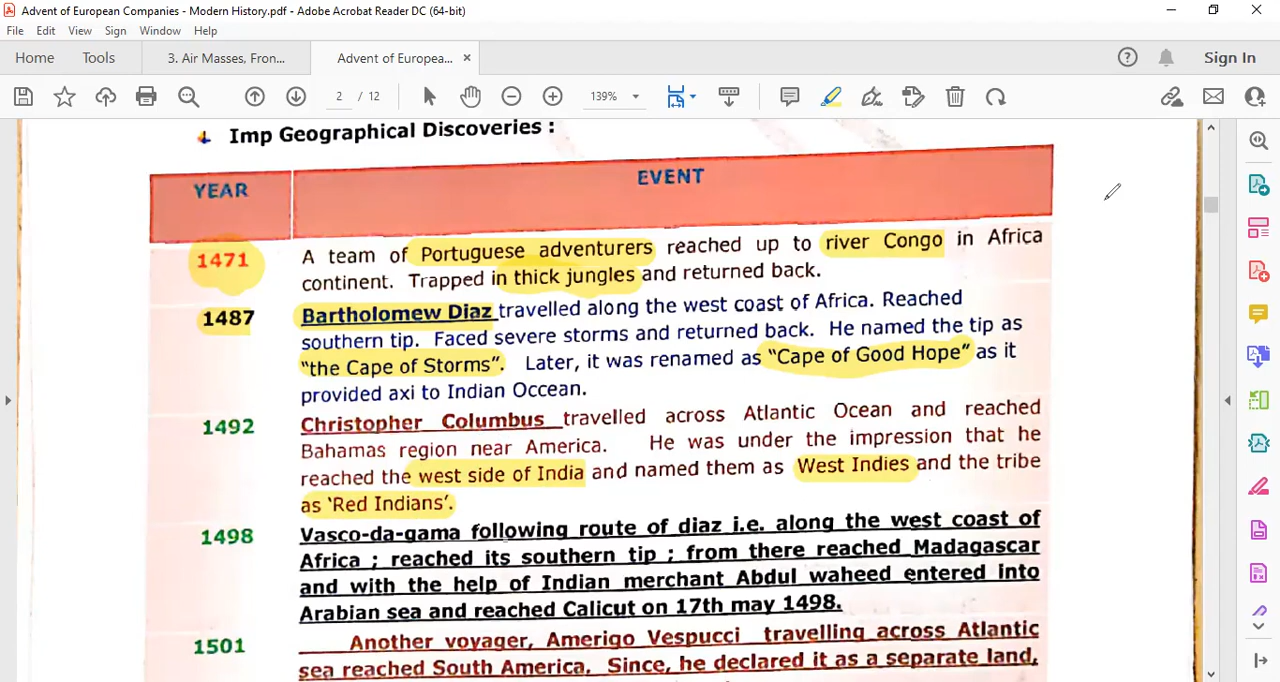 Advent of European Companies - Modern History.pdf - Adobe Acrobat Reader DC (64-bit)
File Edit View Sign Window Help
Home Tools 3. Air Masses, Fron... Advent of Europea... × Sign In
2 / 12 139%
Imp Geographical Discoveries :
YEAR EVENT
1471 A team of Portuguese adventurers reached up to river Congo in Africa
continent. Trapped in thick jungles and returned back.
1487 Bartholomew Diaz travelled along the west coast of Africa. Reached
southern tip. Faced severe storms and returned back. He named the tip as
"the Cape of Storms". Later, it was renamed as "Cape of Good Hope" as it
provided axi to Indian Occean.
1492 Christopher Columbus travelled across Atlantic Ocean and reached
Bahamas region near America. He was under the impression that he
reached the west side of India and named them as West Indies and the tribe
as 'Red Indians'.
1498 Vasco-da-gama following route of diaz i.e. along the west coast of
Africa ; reached its southern tip ; from there reached Madagascar
and with the help of Indian merchant Abdul waheed entered into
Arabian sea and reached Calicut on 17th may 1498.
1501 Another voyager, Amerigo Vespucci travelling across Atlantic
sea reached South America. Since, he declared it as a separate land,